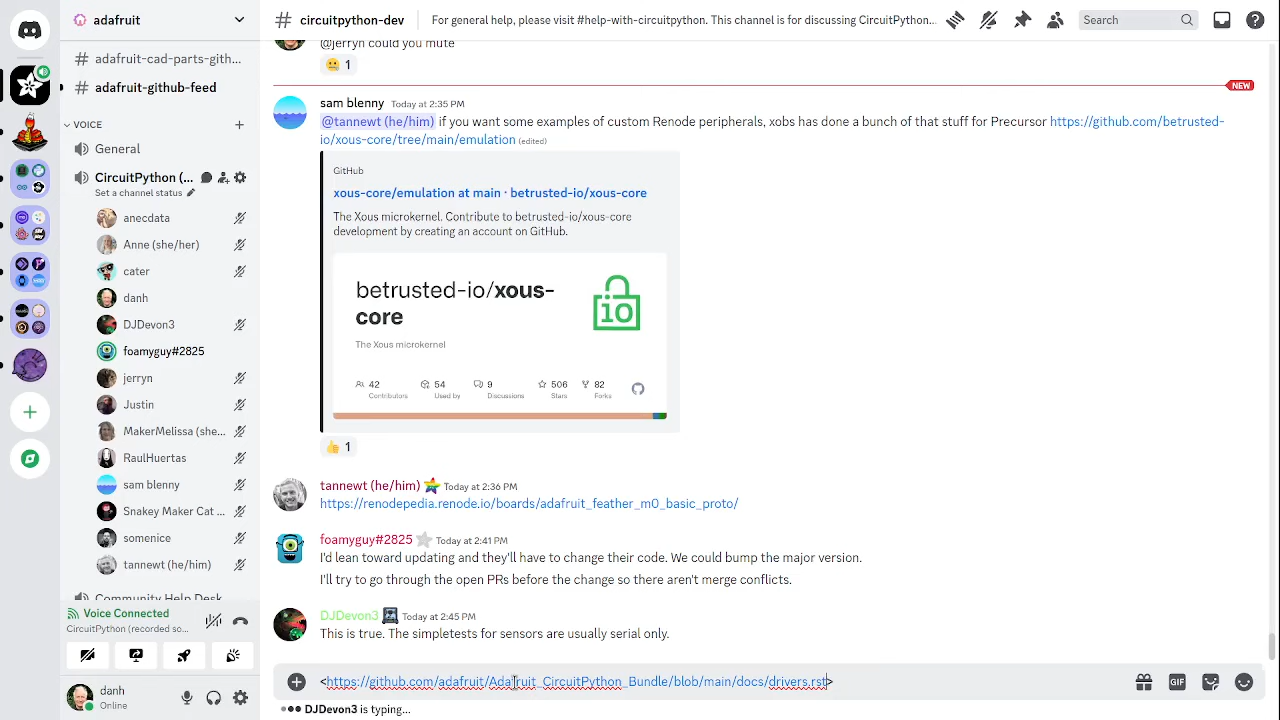 adafruit
# circuitpython-dev
For general help, please visit #help-with-circuitpython. This channel is for discussing CircuitPython...
Search
# adafruit-cad-parts-gith...
# adafruit-github-feed
VOICE
General
CircuitPython (...
Set a channel status
anecdata
Anne (she/her)
cater
danh
DJDevon3
foamyguy#2825
jerryn
Justin
MakerMelissa (she...
RaulHuertas
sam blenny
Snakey Maker Cat ...
somenice
tannewt (he/him)
Community Help Desk
Voice Connected
CircuitPython (recorded so...
danh
Online
@jerryn could you mute
1
NEW
sam blenny Today at 2:35 PM
@tannewt (he/him) if you want some examples of custom Renode peripherals, xobs has done a bunch of that stuff for Precursor https://github.com/betrusted-
io/xous-core/tree/main/emulation (edited)
GitHub
xous-core/emulation at main · betrusted-io/xous-core
The Xous microkernel. Contribute to betrusted-io/xous-core
development by creating an account on GitHub.
betrusted-io/xous-
core
io
The Xous microkernel
42 54 9 506 82
Contributors Used by Discussions Stars Forks
1
tannewt (he/him) Today at 2:36 PM
https://renodepedia.renode.io/boards/adafruit_feather_m0_basic_proto/
foamyguy#2825 Today at 2:41 PM
I'd lean toward updating and they'll have to change their code. We could bump the major version.
I'll try to go through the open PRs before the change so there aren't merge conflicts.
DJDevon3 Today at 2:45 PM
This is true. The simpletests for sensors are usually serial only.
<https://github.com/adafruit/Adafruit_CircuitPython_Bundle/blob/main/docs/drivers.rst>
GIF
DJDevon3 is typing...